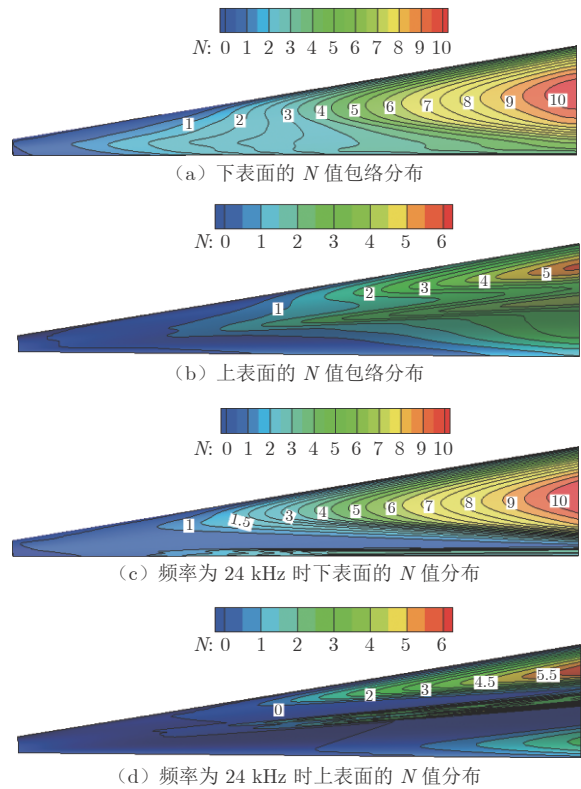 N: 0 1 2 3 4 5 6 7 8 9 10
1 2 3 4 5 6 7 8 9 10
(a) 下表面的 N 值包络分布
N: 0 1 2 3 4 5 6
1 2 3 4 5
(b) 上表面的 N 值包络分布
N: 0 1 2 3 4 5 6 7 8 9 10
1 1.5 3 4 5 6 7 8 9 10
(c) 频率为 24 kHz 时下表面的 N 值分布
N: 0 1 2 3 4 5 6
0 2 3 4.5 5.5
(d) 频率为 24 kHz 时上表面的 N 值分布